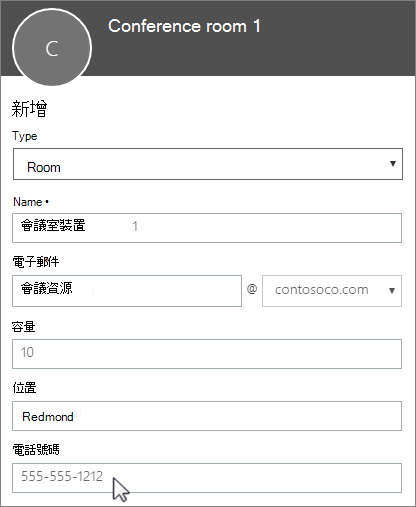 C
Conference room 1
新增
Type
Room
Name •
會議室裝置 1
電子郵件
會議資源 @ contosoco.com
容量
10
位置
Redmond
電話號碼
555-555-1212